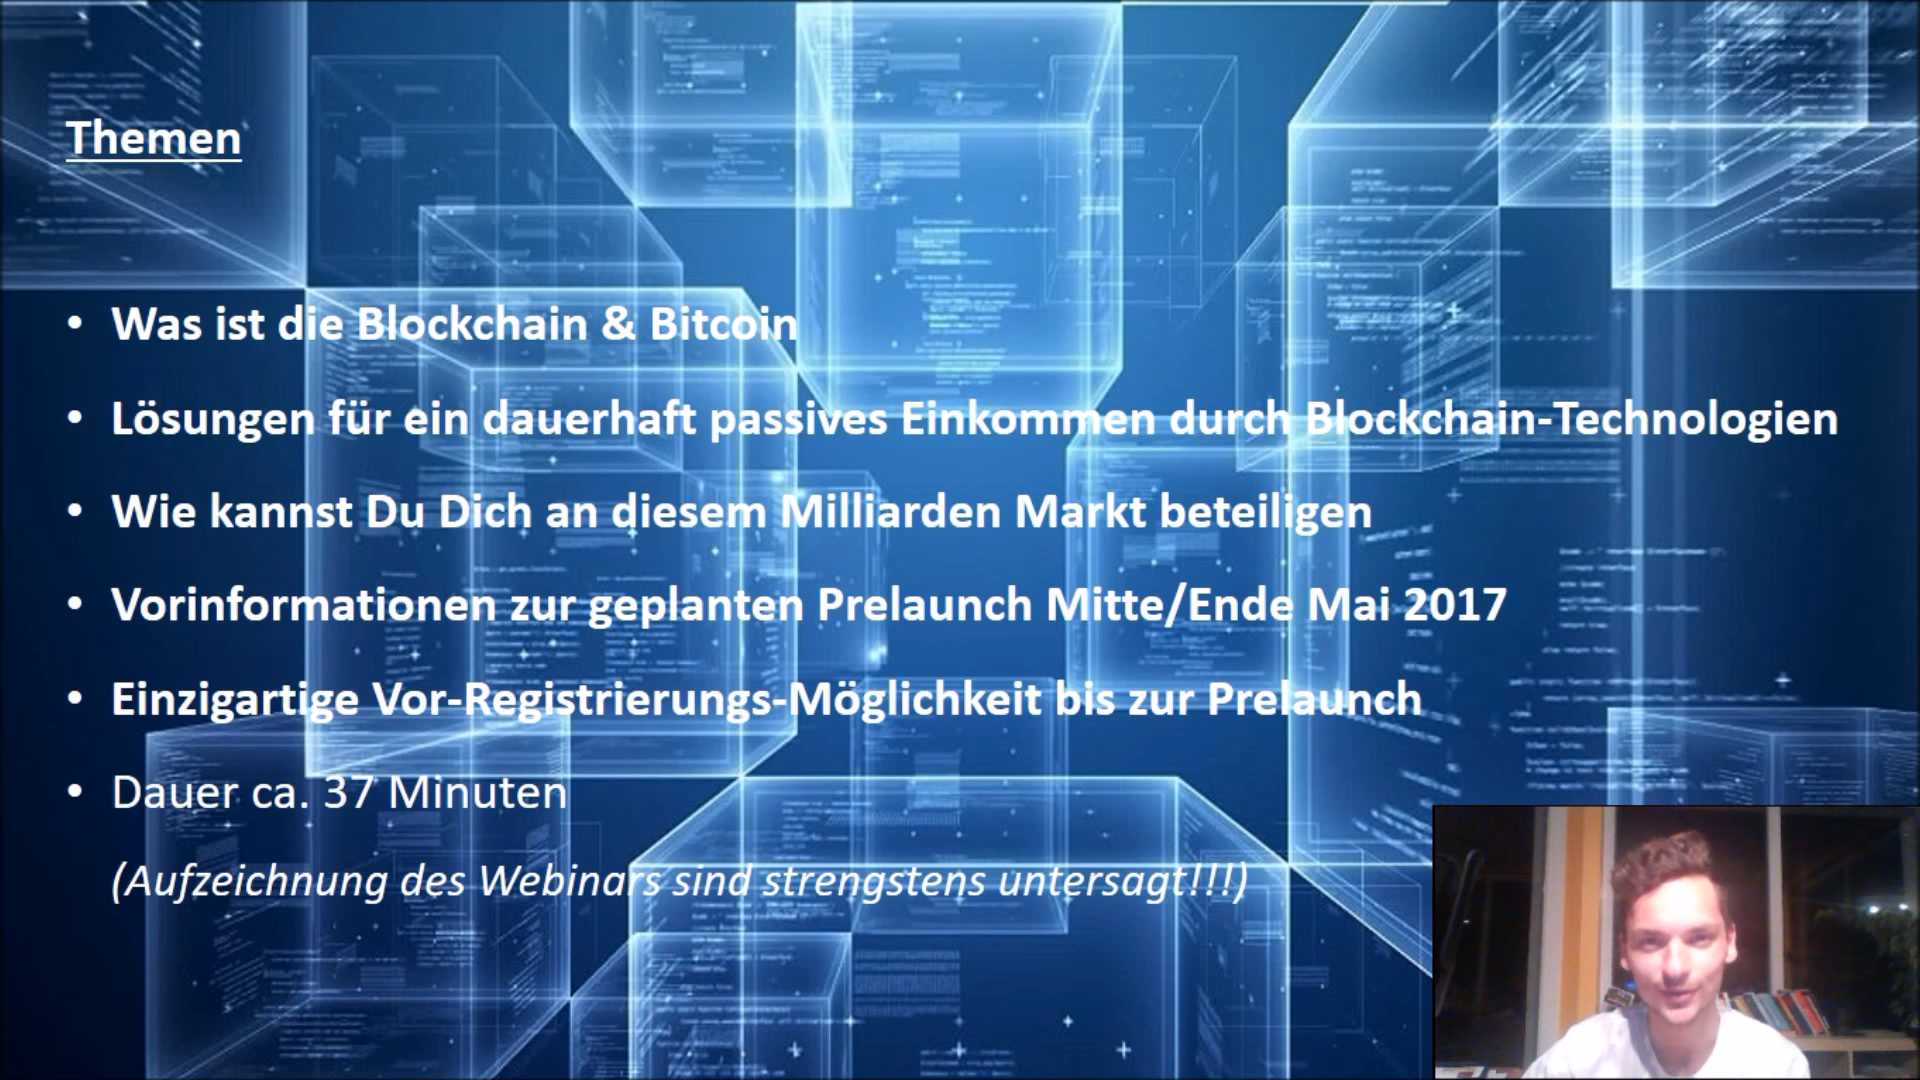 Themen
• Was ist die Blockchain & Bitcoin
• Lösungen für ein dauerhaft passives Einkommen durch Blockchain-Technologien
• Wie kannst Du Dich an diesem Milliarden Markt beteiligen
• Vorinformationen zur geplanten Prelaunch Mitte/Ende Mai 2017
• Einzigartige Vor-Registrierungs-Möglichkeit bis zur Prelaunch
• Dauer ca. 37 Minuten
(Aufzeichnung des Webinars sind strengstens untersagt!!!)